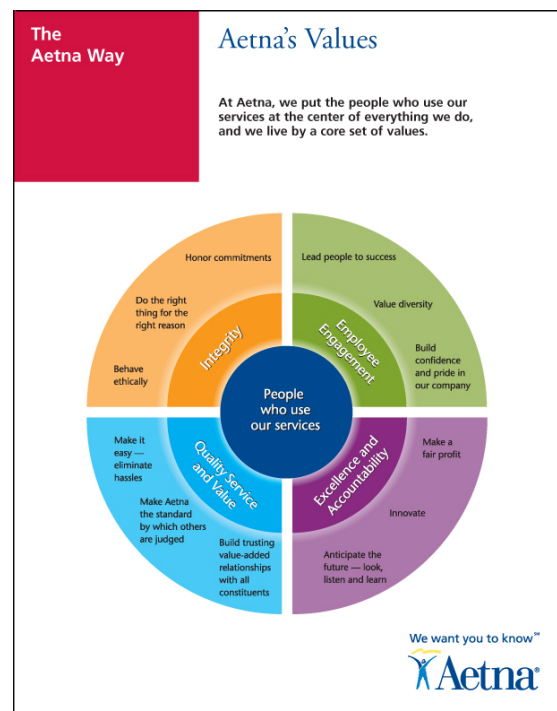 The
Aetna Way
Aetna's Values
At Aetna, we put the people who use our
services at the center of everything we do,
and we live by a core set of values.
Honor commitments
Do the right
thing for the
right reason
Behave
ethically
Integrity
Lead people to success
Value diversity
Build
confidence
and pride in
our company
Employee
Engagement
People
who use
our services
Make it
easy —
eliminate
hassles
Make Aetna
the standard
by which others
are judged
Build trusting
value-added
relationships
with all
constituents
Quality Service
and Value
Excellence and
Accountability
Make a
fair profit
Innovate
Anticipate the
future — look,
listen and learn
We want you to know℠
Aetna®